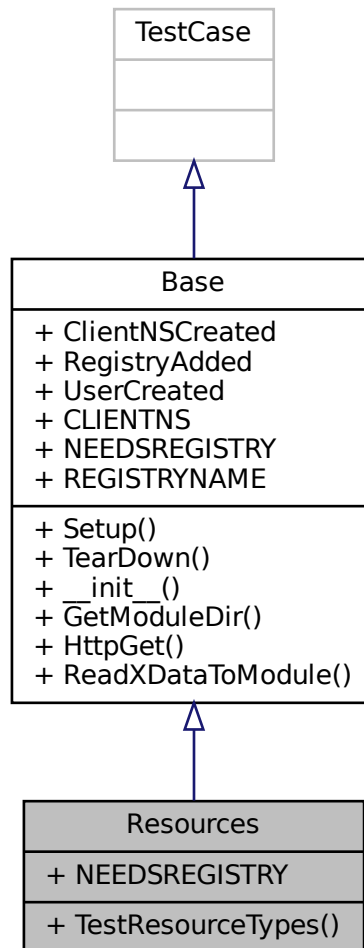 TestCase
Base
+ ClientNSCreated
+ RegistryAdded
+ UserCreated
+ CLIENTNS
+ NEEDSREGISTRY
+ REGISTRYNAME
+ Setup()
+ TearDown()
+ __init__()
+ GetModuleDir()
+ HttpGet()
+ ReadXDataToModule()
Resources
+ NEEDSREGISTRY
+ TestResourceTypes()